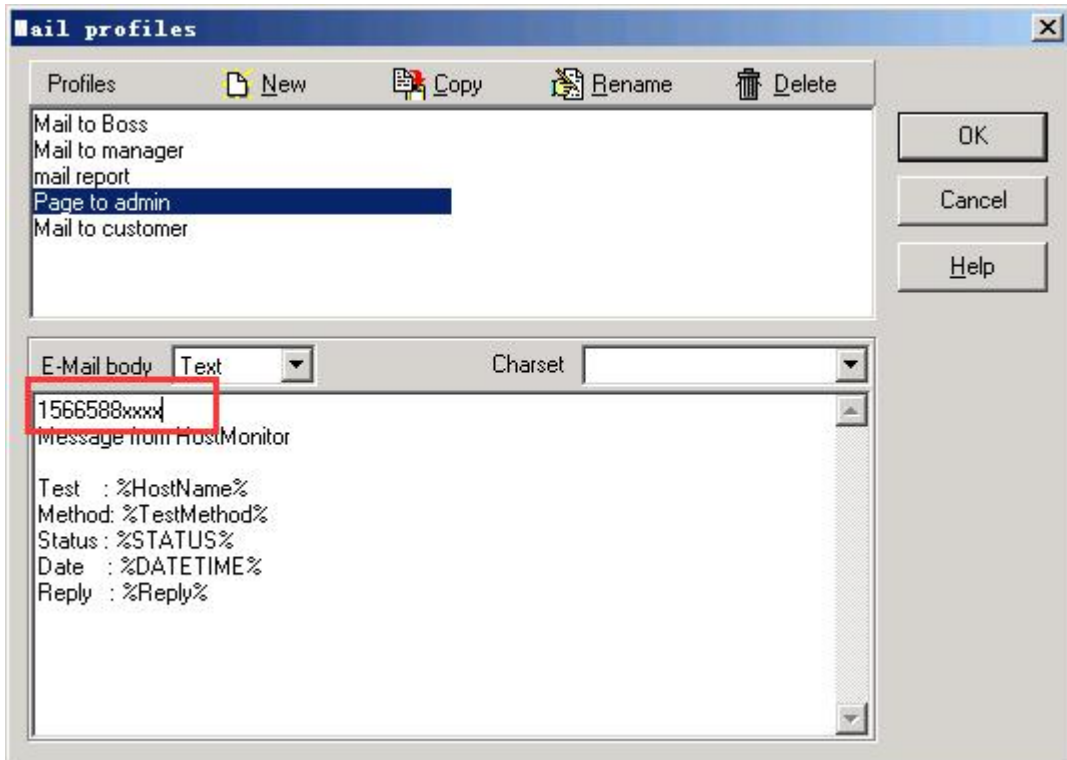 Mail profiles
Profiles New Copy Rename Delete
Mail to Boss
Mail to manager
mail report
Page to admin
Mail to customer
OK
Cancel
Help
E-Mail body Text Charset
1566588xxxx
Message from HostMonitor
Test : %HostName%
Method: %TestMethod%
Status : %STATUS%
Date : %DATETIME%
Reply : %Reply%